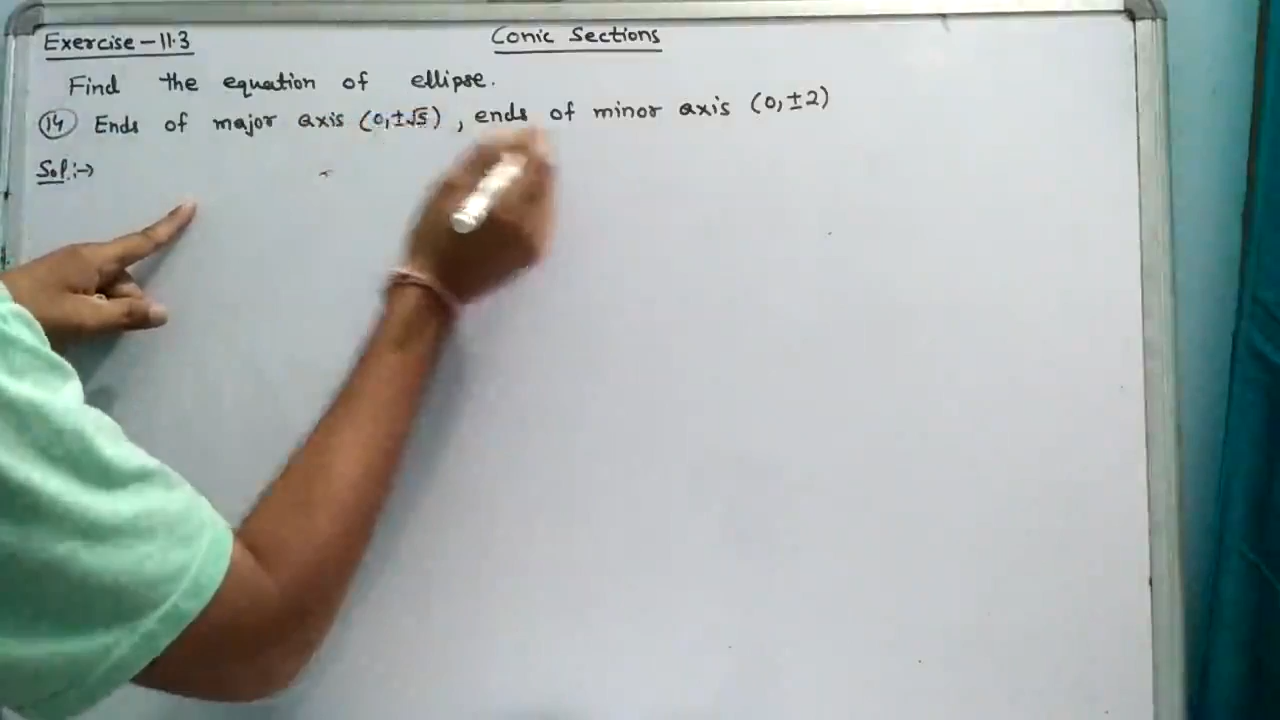 Exercise - 11.3
Conic Sections
Find the equation of ellipse.
14 Ends of major axis (0, ±√5), ends of minor axis (0, ±2)
Sol:→